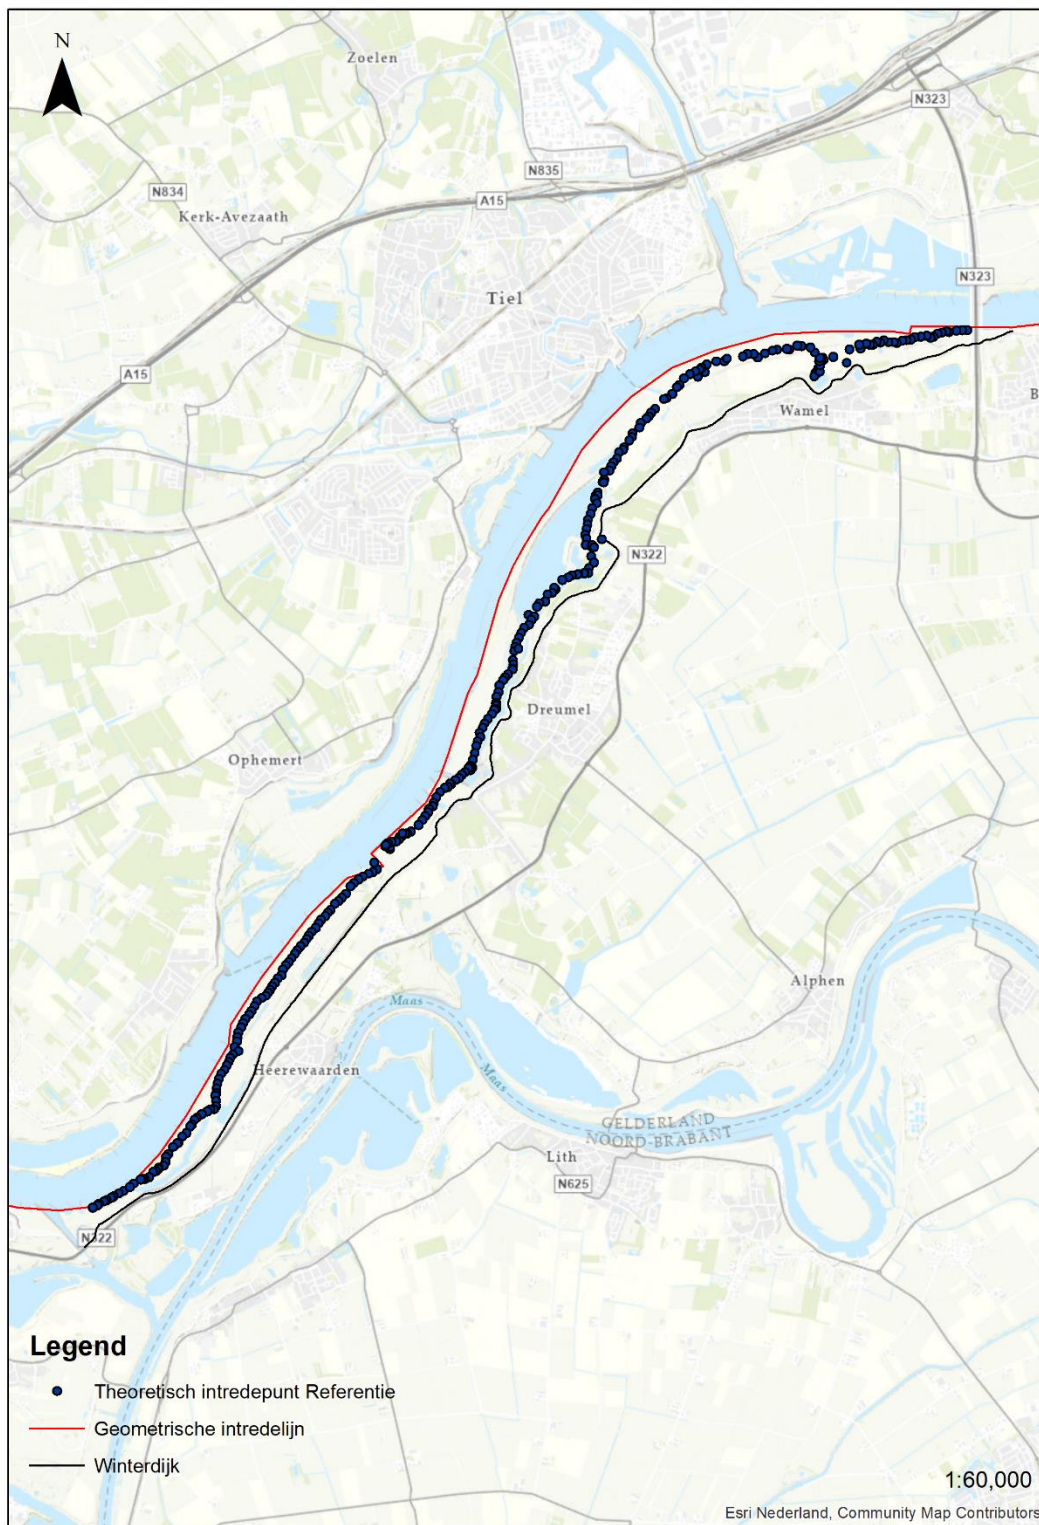 N
Zoelen
N323
N835
N834
A15
Kerk-Avezaath
N323
Tiel
A15
B
Wamel
N322
Dreumel
Ophemert
Alphen
Maas
Heerewaarden
Maas
GELDERLAND
NOORD-BRABANT
Lith
N625
N322
Legend
Theoretisch intredepunt Referentie
Geometrische intredelijn
Winterdijk
1:60,000
Esri Nederland, Community Map Contributors